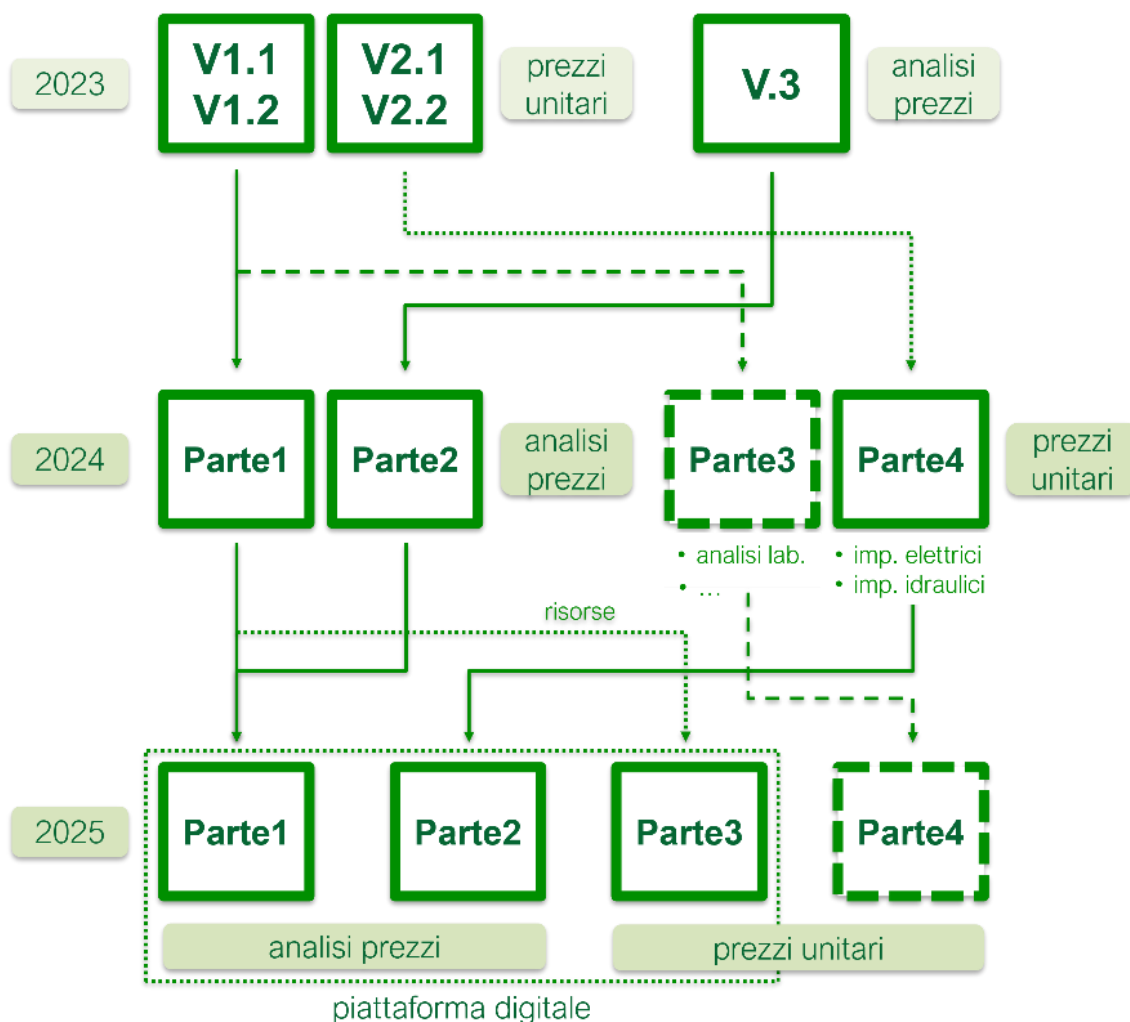 2023
V1.1
V1.2
V2.1
V2.2
prezzi
unitari
V.3
analisi
prezzi
2024
Parte1
Parte2
analisi
prezzi
Parte3
Parte4
prezzi
unitari
• analisi lab.
• ...
• imp. elettrici
• imp. idraulici
risorse
2025
Parte1
Parte2
Parte3
Parte4
analisi prezzi
prezzi unitari
piattaforma digitale